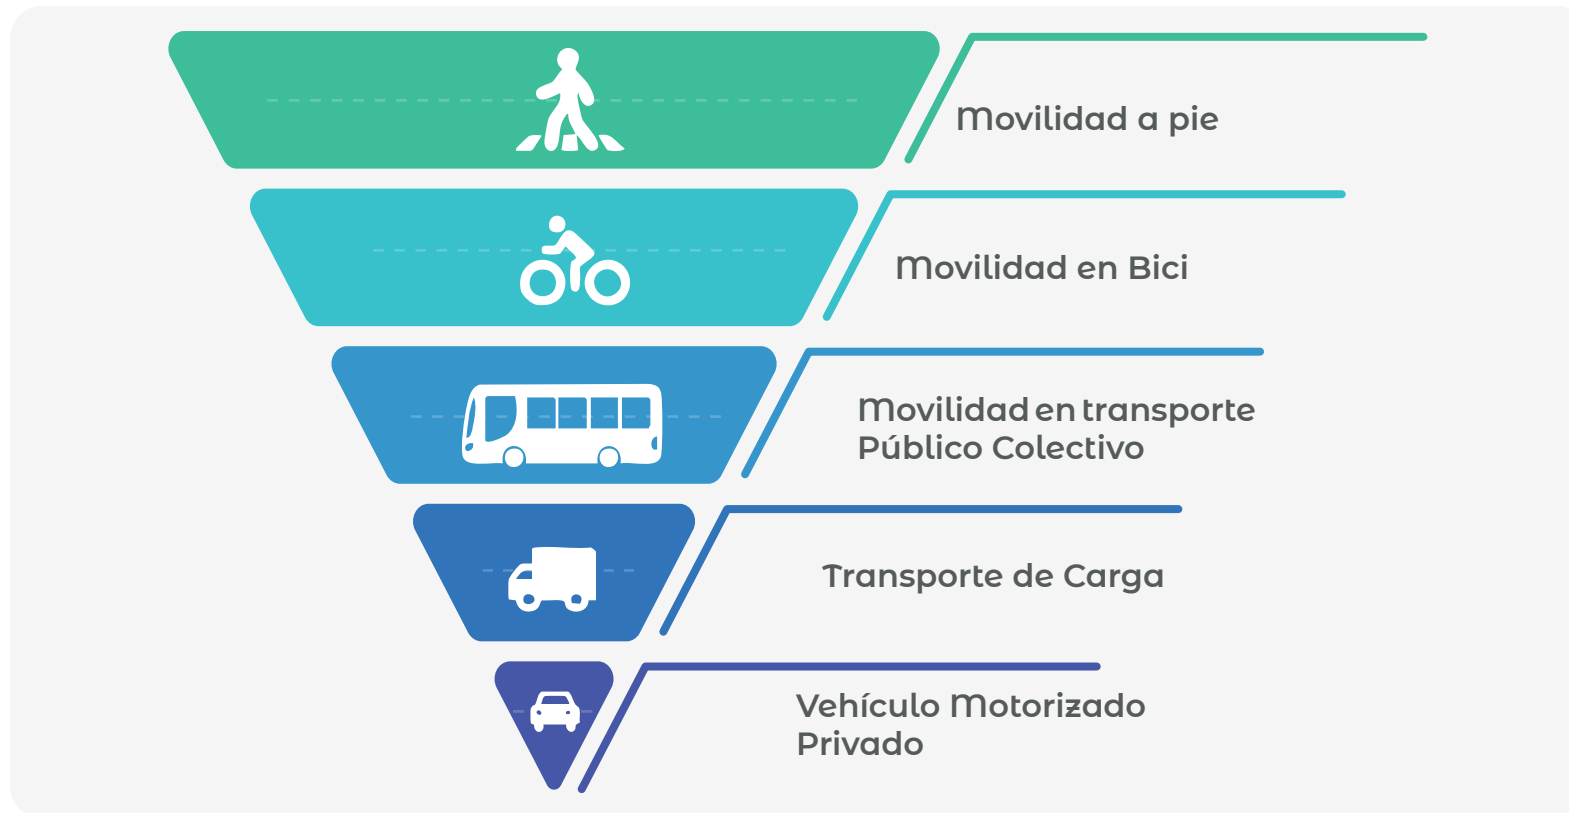 Movilidad a pie
Movilidad en Bici
Movilidad en transporte
Público Colectivo
Transporte de Carga
Vehículo Motorizado
Privado